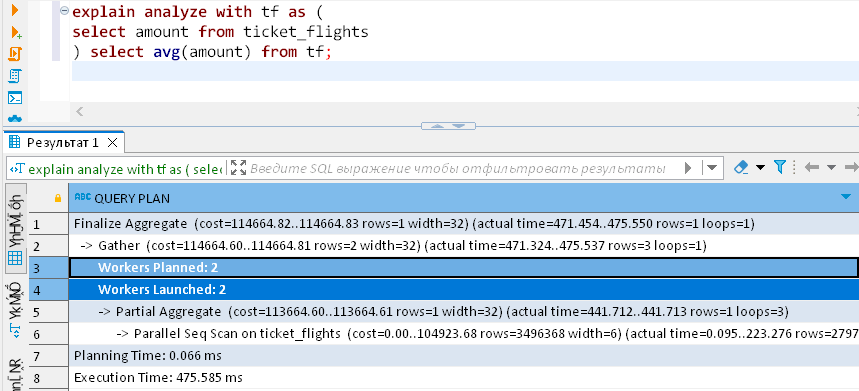 explain analyze with tf as (
select amount from ticket_flights
) select avg(amount) from tf;
Результат 1
explain analyze with tf as ( selec
Введите SQL выражение чтобы отфильтровать результаты
ABC QUERY PLAN
1 Finalize Aggregate (cost=114664.82..114664.83 rows=1 width=32) (actual time=471.454..475.550 rows=1 loops=1)
2 -> Gather (cost=114664.60..114664.81 rows=2 width=32) (actual time=471.324..475.537 rows=3 loops=1)
3 Workers Planned: 2
4 Workers Launched: 2
5 -> Partial Aggregate (cost=113664.60..113664.61 rows=1 width=32) (actual time=441.712..441.713 rows=1 loops=3)
6 -> Parallel Seq Scan on ticket_flights (cost=0.00..104923.68 rows=3496368 width=6) (actual time=0.095..223.276 rows=2797
7 Planning Time: 0.066 ms
8 Execution Time: 475.585 ms